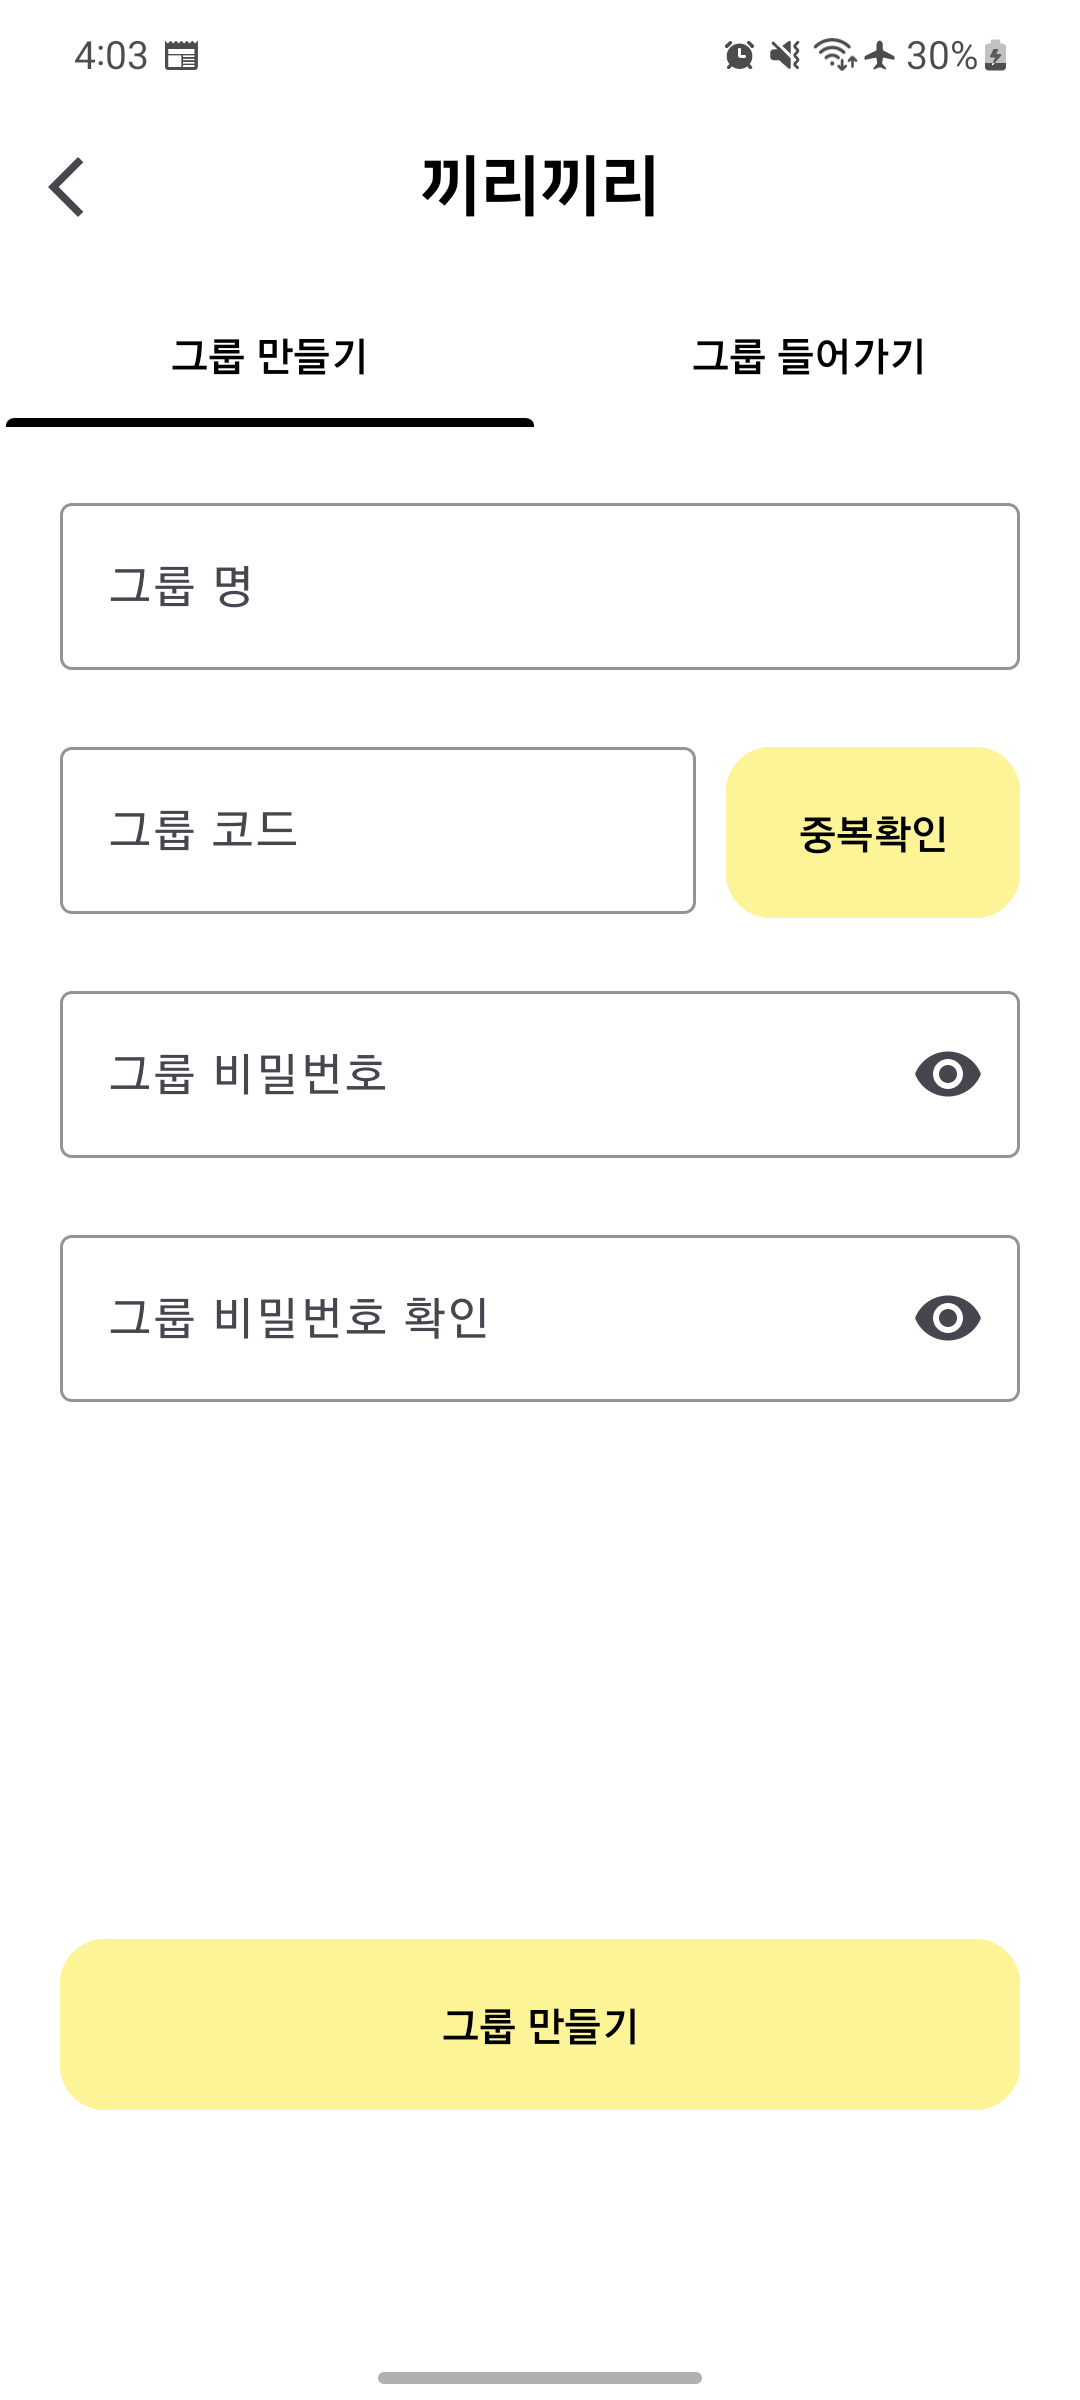 4:03 30%
끼리끼리
그룹 만들기 그룹 들어가기
그룹 명
그룹 코드 중복확인
그룹 비밀번호
그룹 비밀번호 확인
그룹 만들기